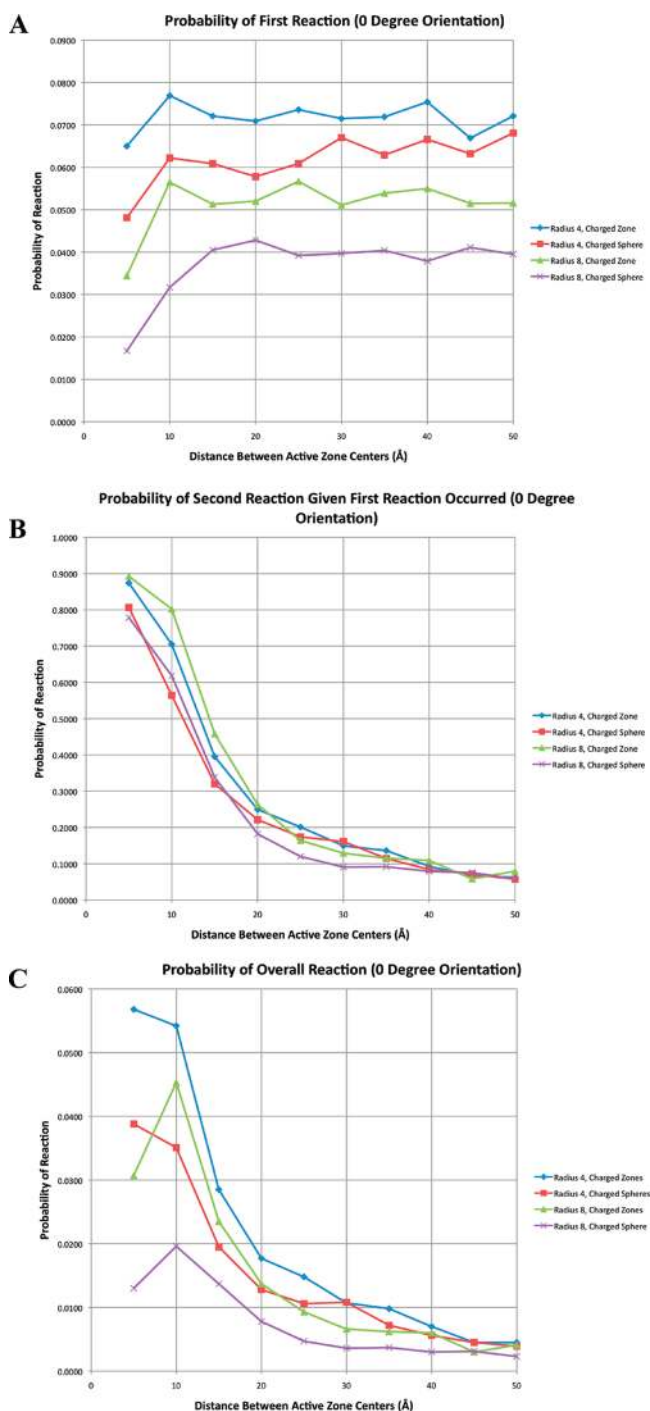 A
Probability of First Reaction (0 Degree Orientation)
0.0900
0.0800
0.0700
0.0600
0.0500
0.0400
0.0300
0.0200
0.0100
0.0000
Probability of Reaction
0 10 20 30 40 50
Distance Between Active Zone Centers (Å)
Radius 4, Charged Zone
Radius 4, Charged Sphere
Radius 8, Charged Zone
Radius 8, Charged Sphere
B
Probability of Second Reaction Given First Reaction Occurred (0 Degree
Orientation)
1.0000
0.9000
0.8000
0.7000
0.6000
0.5000
0.4000
0.3000
0.2000
0.1000
0.0000
Probability of Reaction
0 10 20 30 40 50
Distance Between Active Zone Centers (Å)
Radius 4, Charged Zone
Radius 4, Charged Sphere
Radius 8, Charged Zone
Radius 8, Charged Sphere
C
Probability of Overall Reaction (0 Degree Orientation)
0.0600
0.0500
0.0400
0.0300
0.0200
0.0100
0.0000
Probability of Reaction
0 10 20 30 40 50
Distance Between Active Zone Centers (Å)
Radius 4, Charged Zones
Radius 4, Charged Spheres
Radius 8, Charged Zones
Radius 8, Charged Sphere